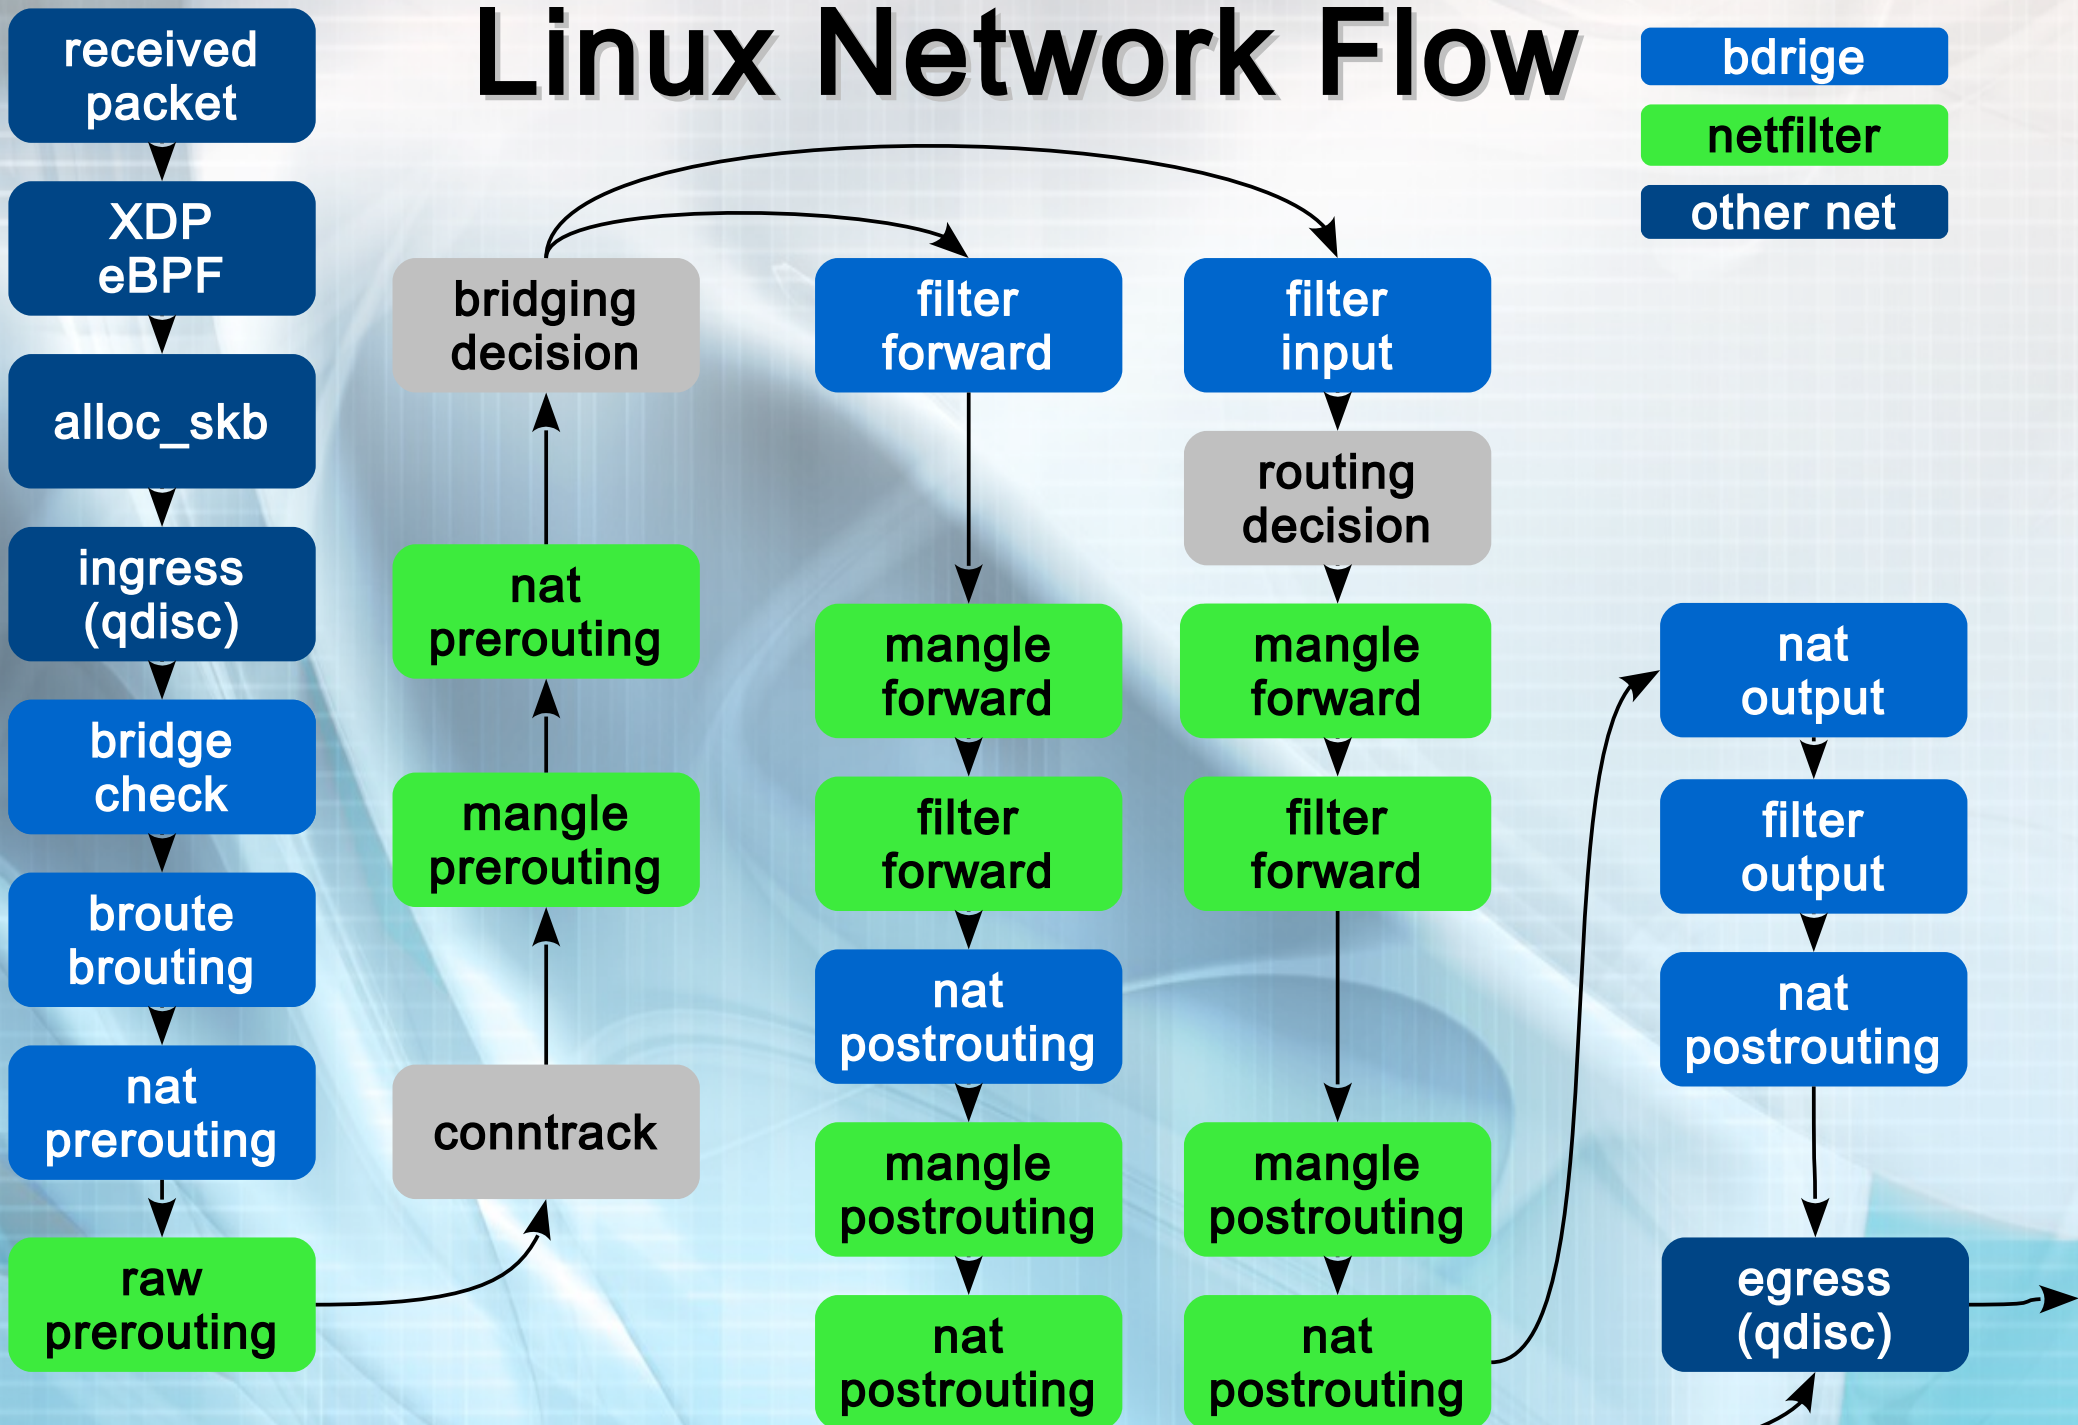 Linux Network Flow
bdrige
netfilter
other net
received
packet
XDP
eBPF
alloc_skb
ingress
(qdisc)
bridge
check
broute
brouting
nat
prerouting
raw
prerouting
bridging
decision
nat
prerouting
mangle
prerouting
conntrack
filter
forward
mangle
forward
filter
forward
nat
postrouting
mangle
postrouting
nat
postrouting
filter
input
routing
decision
mangle
forward
filter
forward
mangle
postrouting
nat
postrouting
nat
output
filter
output
nat
postrouting
egress
(qdisc)